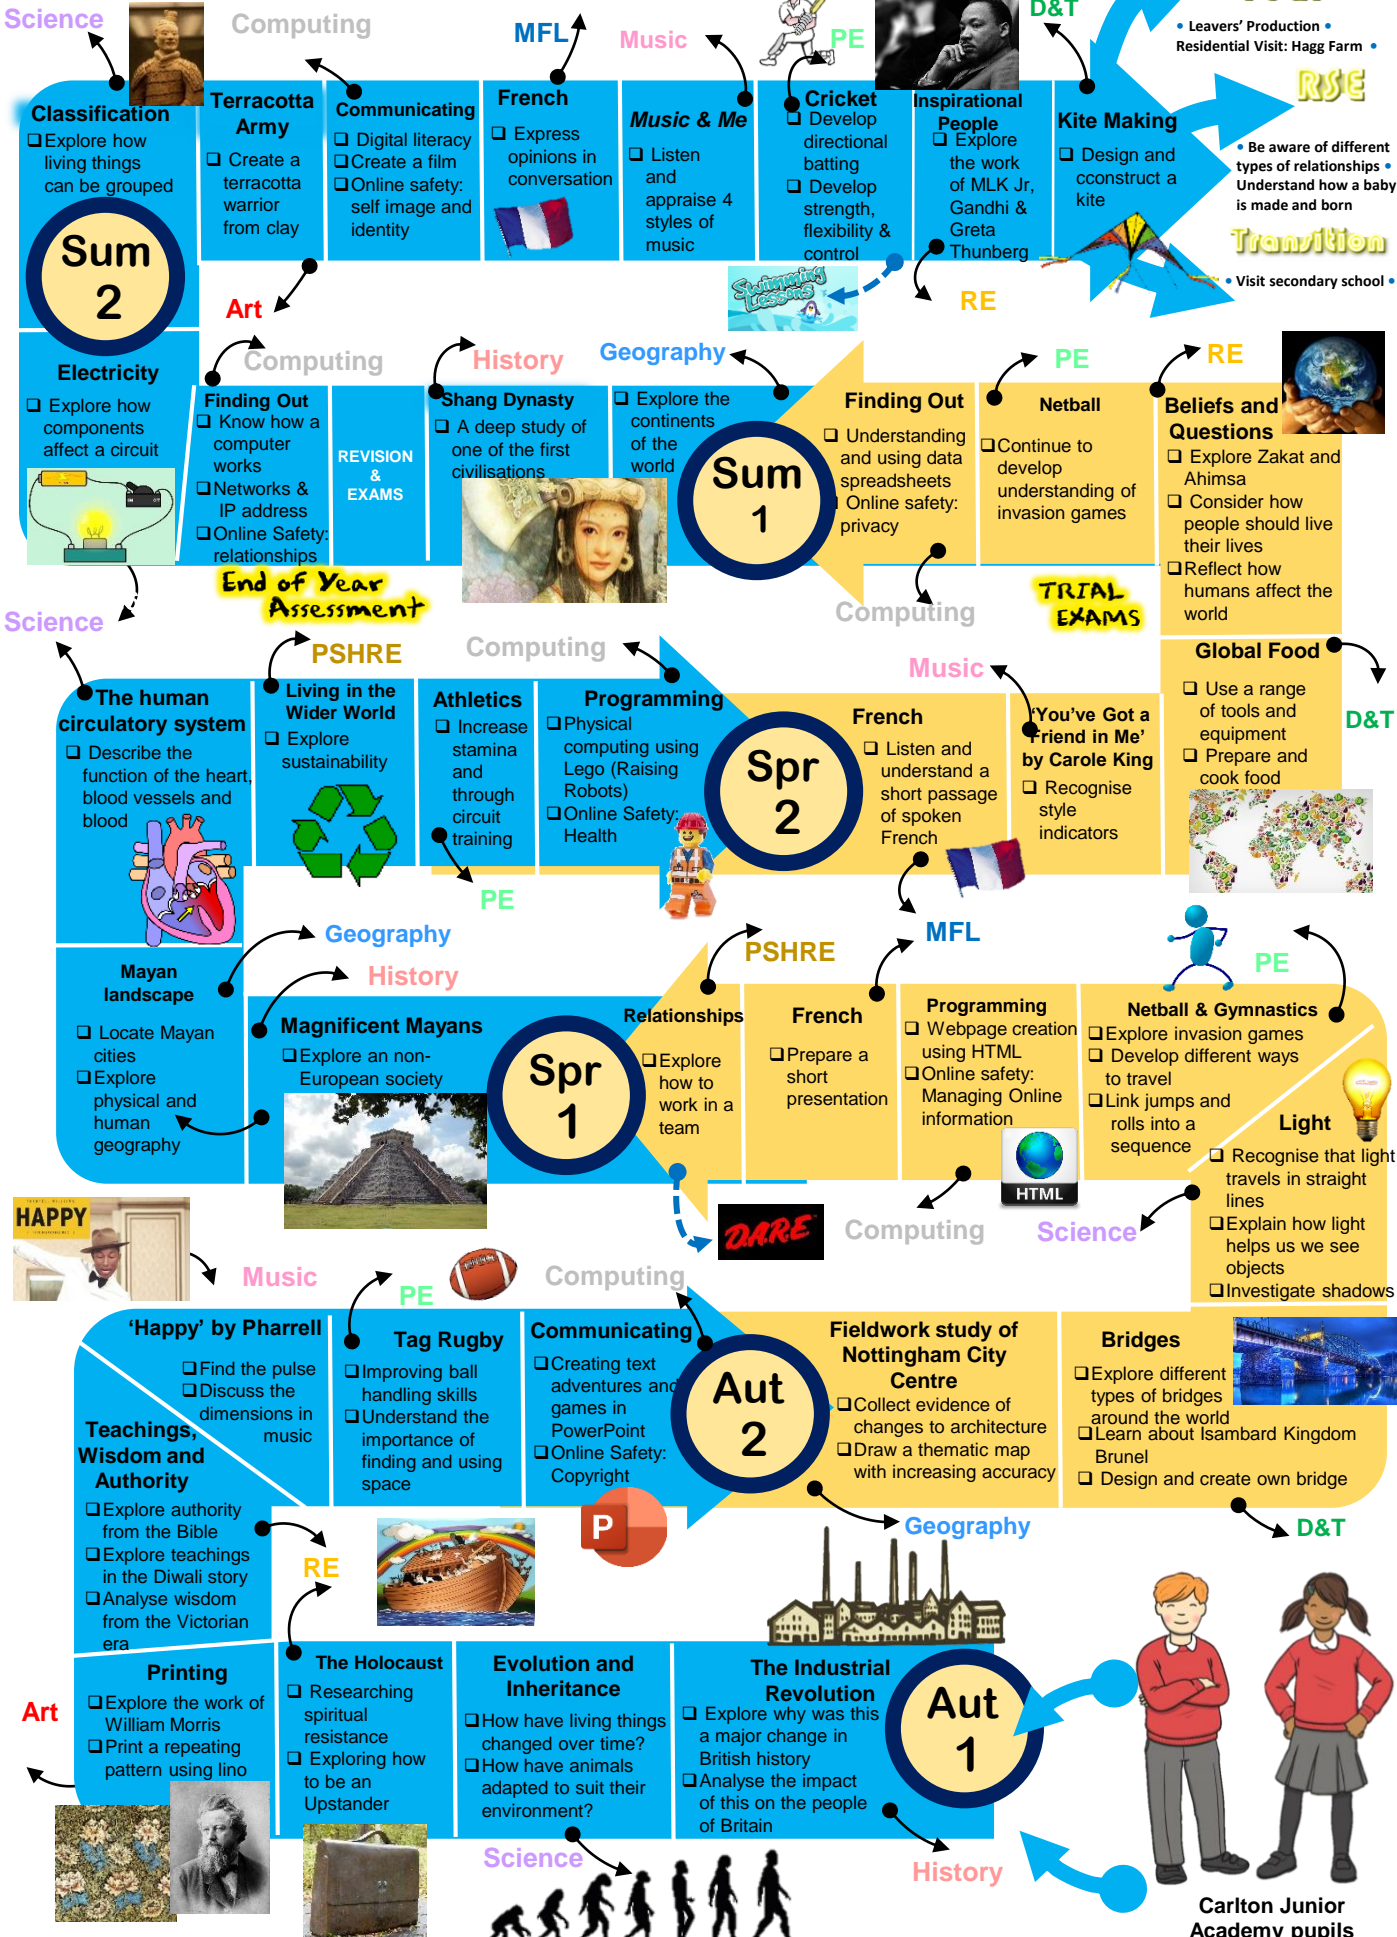 Science
Computing
MFL
Music
PE
D&T
• Leavers' Production •
Residential Visit: Hagg Farm •
RSE
• Be aware of different
types of relationships •
Understand how a baby
is made and born
Transition
• Visit secondary school •
Classification
❑ Explore how
living things
can be grouped
Terracotta
Army
❑ Create a
terracotta
warrior
from clay
Communicating
❑ Digital literacy
❑ Create a film
❑ Online safety:
self image and
identity
French
❑ Express
opinions in
conversation
Music & Me
❑ Listen
and
appraise 4
styles of
music
Cricket
❑ Develop
directional
batting
❑ Develop
strength,
flexibility &
control
Inspirational
People
❑ Explore
the work
of MLK Jr,
Gandhi &
Greta
Thunberg
Kite Making
❑ Design and
cconstruct a
kite
Sum
2
Art
Swimming
Lessons
RE
Computing
History
Geography
PE
RE
Electricity
❑ Explore how
components
affect a circuit
Finding Out
❑ Know how a
computer
works
❑ Networks &
IP address
❑ Online Safety:
relationships
REVISION
&
EXAMS
Shang Dynasty
❑ A deep study of
one of the first
civilisations
❑ Explore the
continents
of the
world
Sum
1
Finding Out
❑ Understanding
and using data
spreadsheets
❑ Online safety:
privacy
Netball
❑ Continue to
develop
understanding of
invasion games
Beliefs and
Questions
❑ Explore Zakat and
Ahimsa
❑ Consider how
people should live
their lives
❑ Reflect how
humans affect the
world
End of Year
Assessment
Computing
TRIAL
EXAMS
Science
PSHRE
Computing
Music
D&T
The human
circulatory system
❑ Describe the
function of the heart,
blood vessels and
blood
Living in the
Wider World
❑ Explore
sustainability
Athletics
❑ Increase
stamina
and
through
circuit
training
Programming
❑ Physical
computing using
Lego (Raising
Robots)
❑ Online Safety:
Health
Spr
2
French
❑ Listen and
understand a
short passage
of spoken
French
'You've Got a
Friend in Me'
by Carole King
❑ Recognise
style
indicators
Global Food
❑ Use a range
of tools and
equipment
❑ Prepare and
cook food
PE
MFL
Geography
History
PSHRE
PE
Mayan
landscape
❑ Locate Mayan
cities
❑ Explore
physical and
human
geography
Magnificent Mayans
❑ Explore an non-
European society
Spr
1
Relationships
❑ Explore
how to
work in a
team
French
❑ Prepare a
short
presentation
Programming
❑ Webpage creation
using HTML
❑ Online safety:
Managing Online
information
HTML
Netball & Gymnastics
❑ Explore invasion games
❑ Develop different ways
to travel
❑ Link jumps and
rolls into a
sequence
Light
❑ Recognise that light
travels in straight
lines
❑ Explain how light
helps us we see
objects
❑ Investigate shadows
HAPPY
D.A.R.E
Computing
Science
Music
PE
Computing
'Happy' by Pharrell
❑ Find the pulse
❑ Discuss the
dimensions in
music
Tag Rugby
❑ Improving ball
handling skills
❑ Understand the
importance of
finding and using
space
Communicating
❑ Creating text
adventures and
games in
PowerPoint
❑ Online Safety:
Copyright
Aut
2
Fieldwork study of
Nottingham City
Centre
❑ Collect evidence of
changes to architecture
❑ Draw a thematic map
with increasing accuracy
Bridges
❑ Explore different
types of bridges
around the world
❑ Learn about Isambard Kingdom
Brunel
❑ Design and create own bridge
Teachings,
Wisdom and
Authority
❑ Explore authority
from the Bible
❑ Explore teachings
in the Diwali story
❑ Analyse wisdom
from the Victorian
era
RE
P
Geography
D&T
Art
Printing
❑ Explore the work of
William Morris
❑ Print a repeating
pattern using lino
The Holocaust
❑ Researching
spiritual
resistance
❑ Exploring how
to be an
Upstander
Evolution and
Inheritance
❑ How have living things
changed over time?
❑ How have animals
adapted to suit their
environment?
The Industrial
Revolution
❑ Explore why was this
a major change in
British history
❑ Analyse the impact
of this on the people
of Britain
Aut
1
Science
History
Carlton Junior
Academy pupils